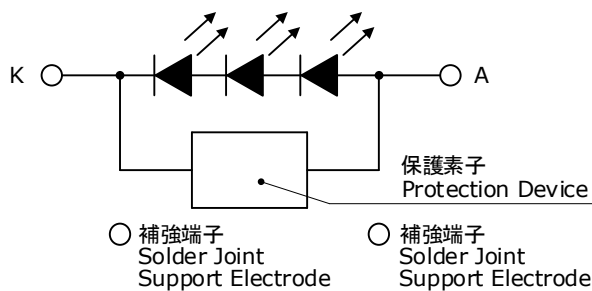 K
A
保護素子
Protection Device
補強端子
Solder Joint
Support Electrode
補強端子
Solder Joint
Support Electrode